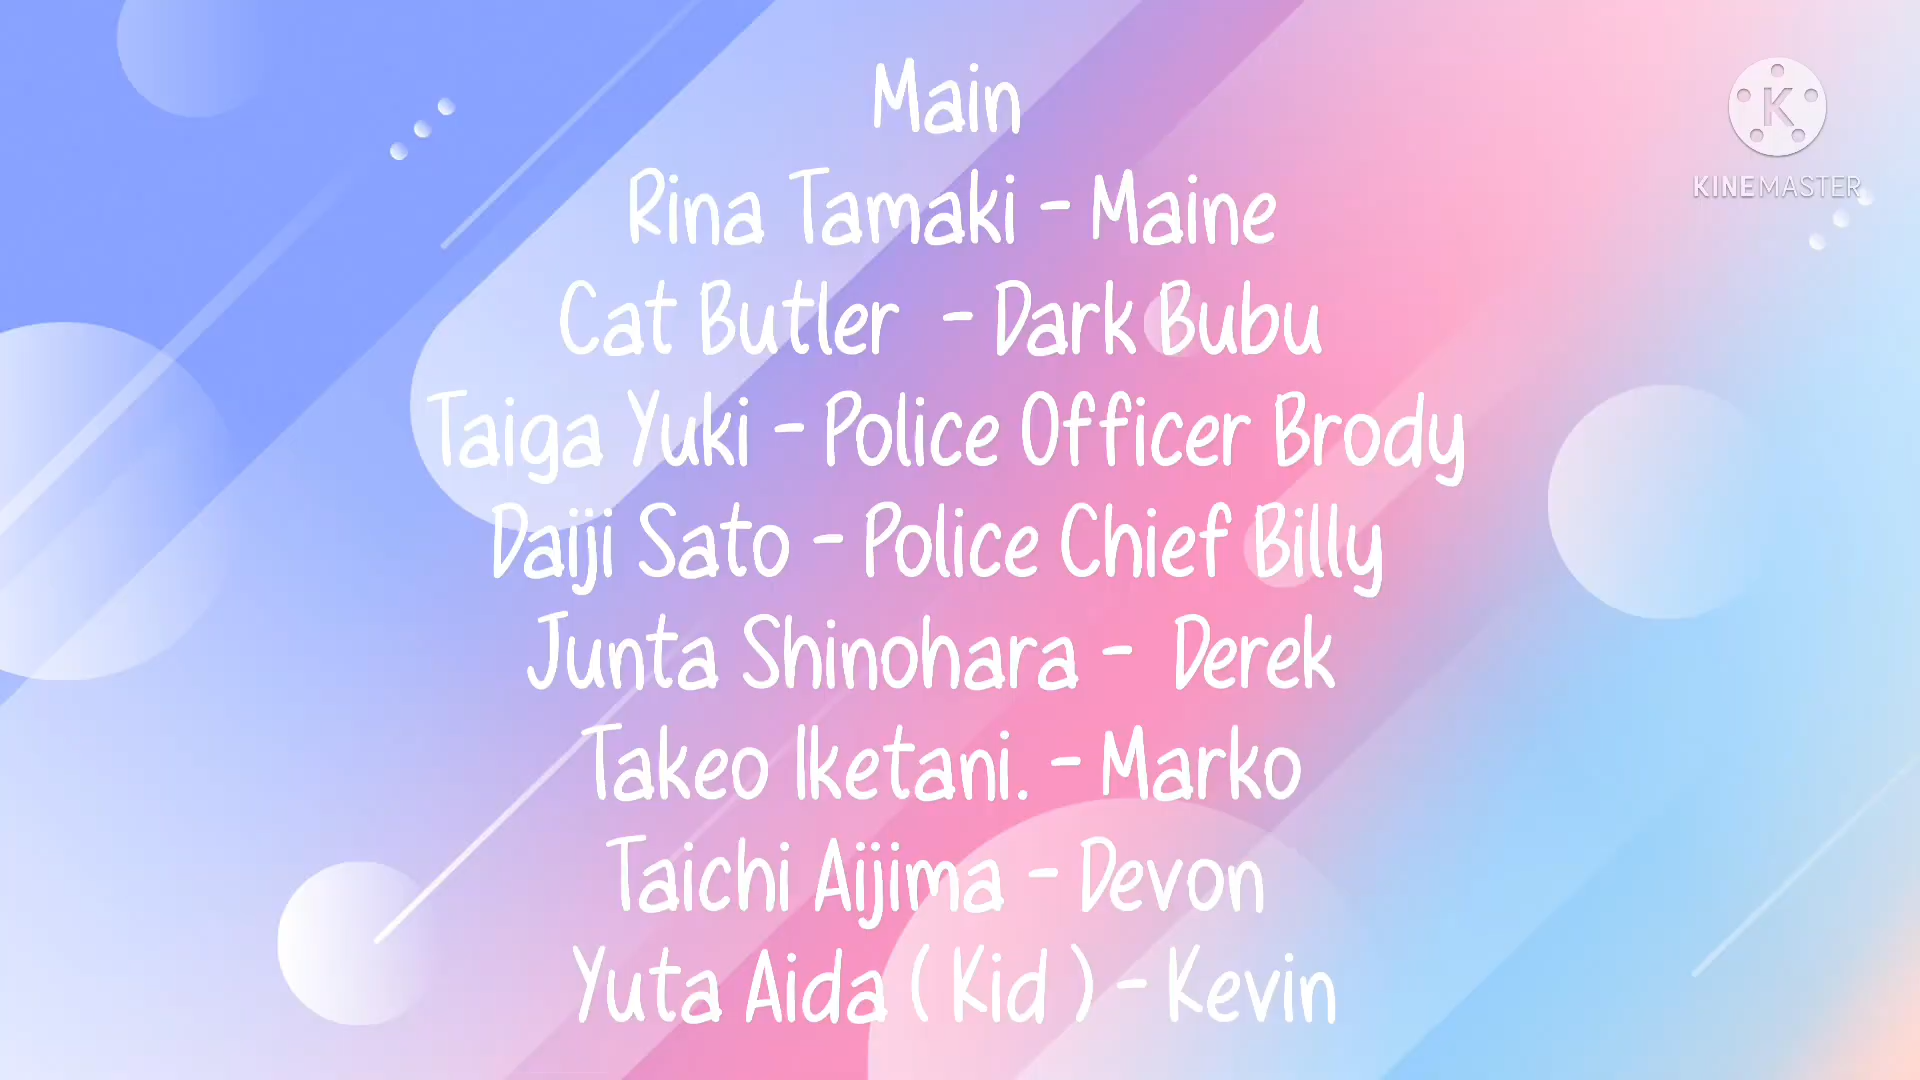 Main
Rina Tamaki - Maine
Cat Butler - Dark Bubu
Taiga Yuki - Police Officer Brody
Daiji Sato - Police Chief Billy
Junta Shinohara - Derek
Takeo Iketani. - Marko
Taichi Aijima - Devon
Yuta Aida ( Kid ) - Kevin
K
KINEMASTER